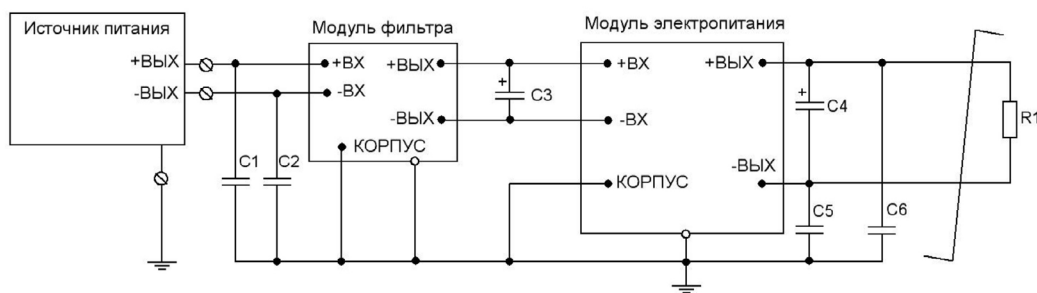 Источник питания
+ВЫХ
-ВЫХ
C1
C2
Модуль фильтра
+ВХ
+ВЫХ
-ВХ
-ВЫХ
КОРПУС
+
C3
Модуль электропитания
+ВХ
+ВЫХ
-ВХ
-ВЫХ
КОРПУС
+
C4
C5
C6
R1